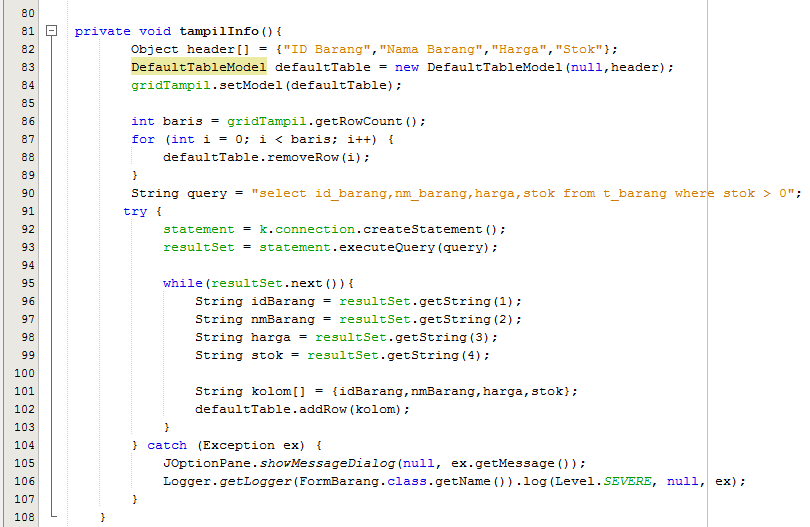 80
81 private void tampilInfo(){
82 Object header[] = {"ID Barang","Nama Barang","Harga","Stok"};
83 DefaultTableModel defaultTable = new DefaultTableModel(null,header);
84 gridTampil.setModel(defaultTable);
85
86 int baris = gridTampil.getRowCount();
87 for (int i = 0; i < baris; i++) {
88 defaultTable.removeRow(i);
89 }
90 String query = "select id_barang,nm_barang,harga,stok from t_barang where stok > 0";
91 try {
92 statement = k.connection.createStatement();
93 resultSet = statement.executeQuery(query);
94
95 while(resultSet.next()){
96 String idBarang = resultSet.getString(1);
97 String nmBarang = resultSet.getString(2);
98 String harga = resultSet.getString(3);
99 String stok = resultSet.getString(4);
100
101 String kolom[] = {idBarang,nmBarang,harga,stok};
102 defaultTable.addRow(kolom);
103 }
104 } catch (Exception ex) {
105 JOptionPane.showMessageDialog(null, ex.getMessage());
106 Logger.getLogger(FormBarang.class.getName()).log(Level.SEVERE, null, ex);
107 }
108 }